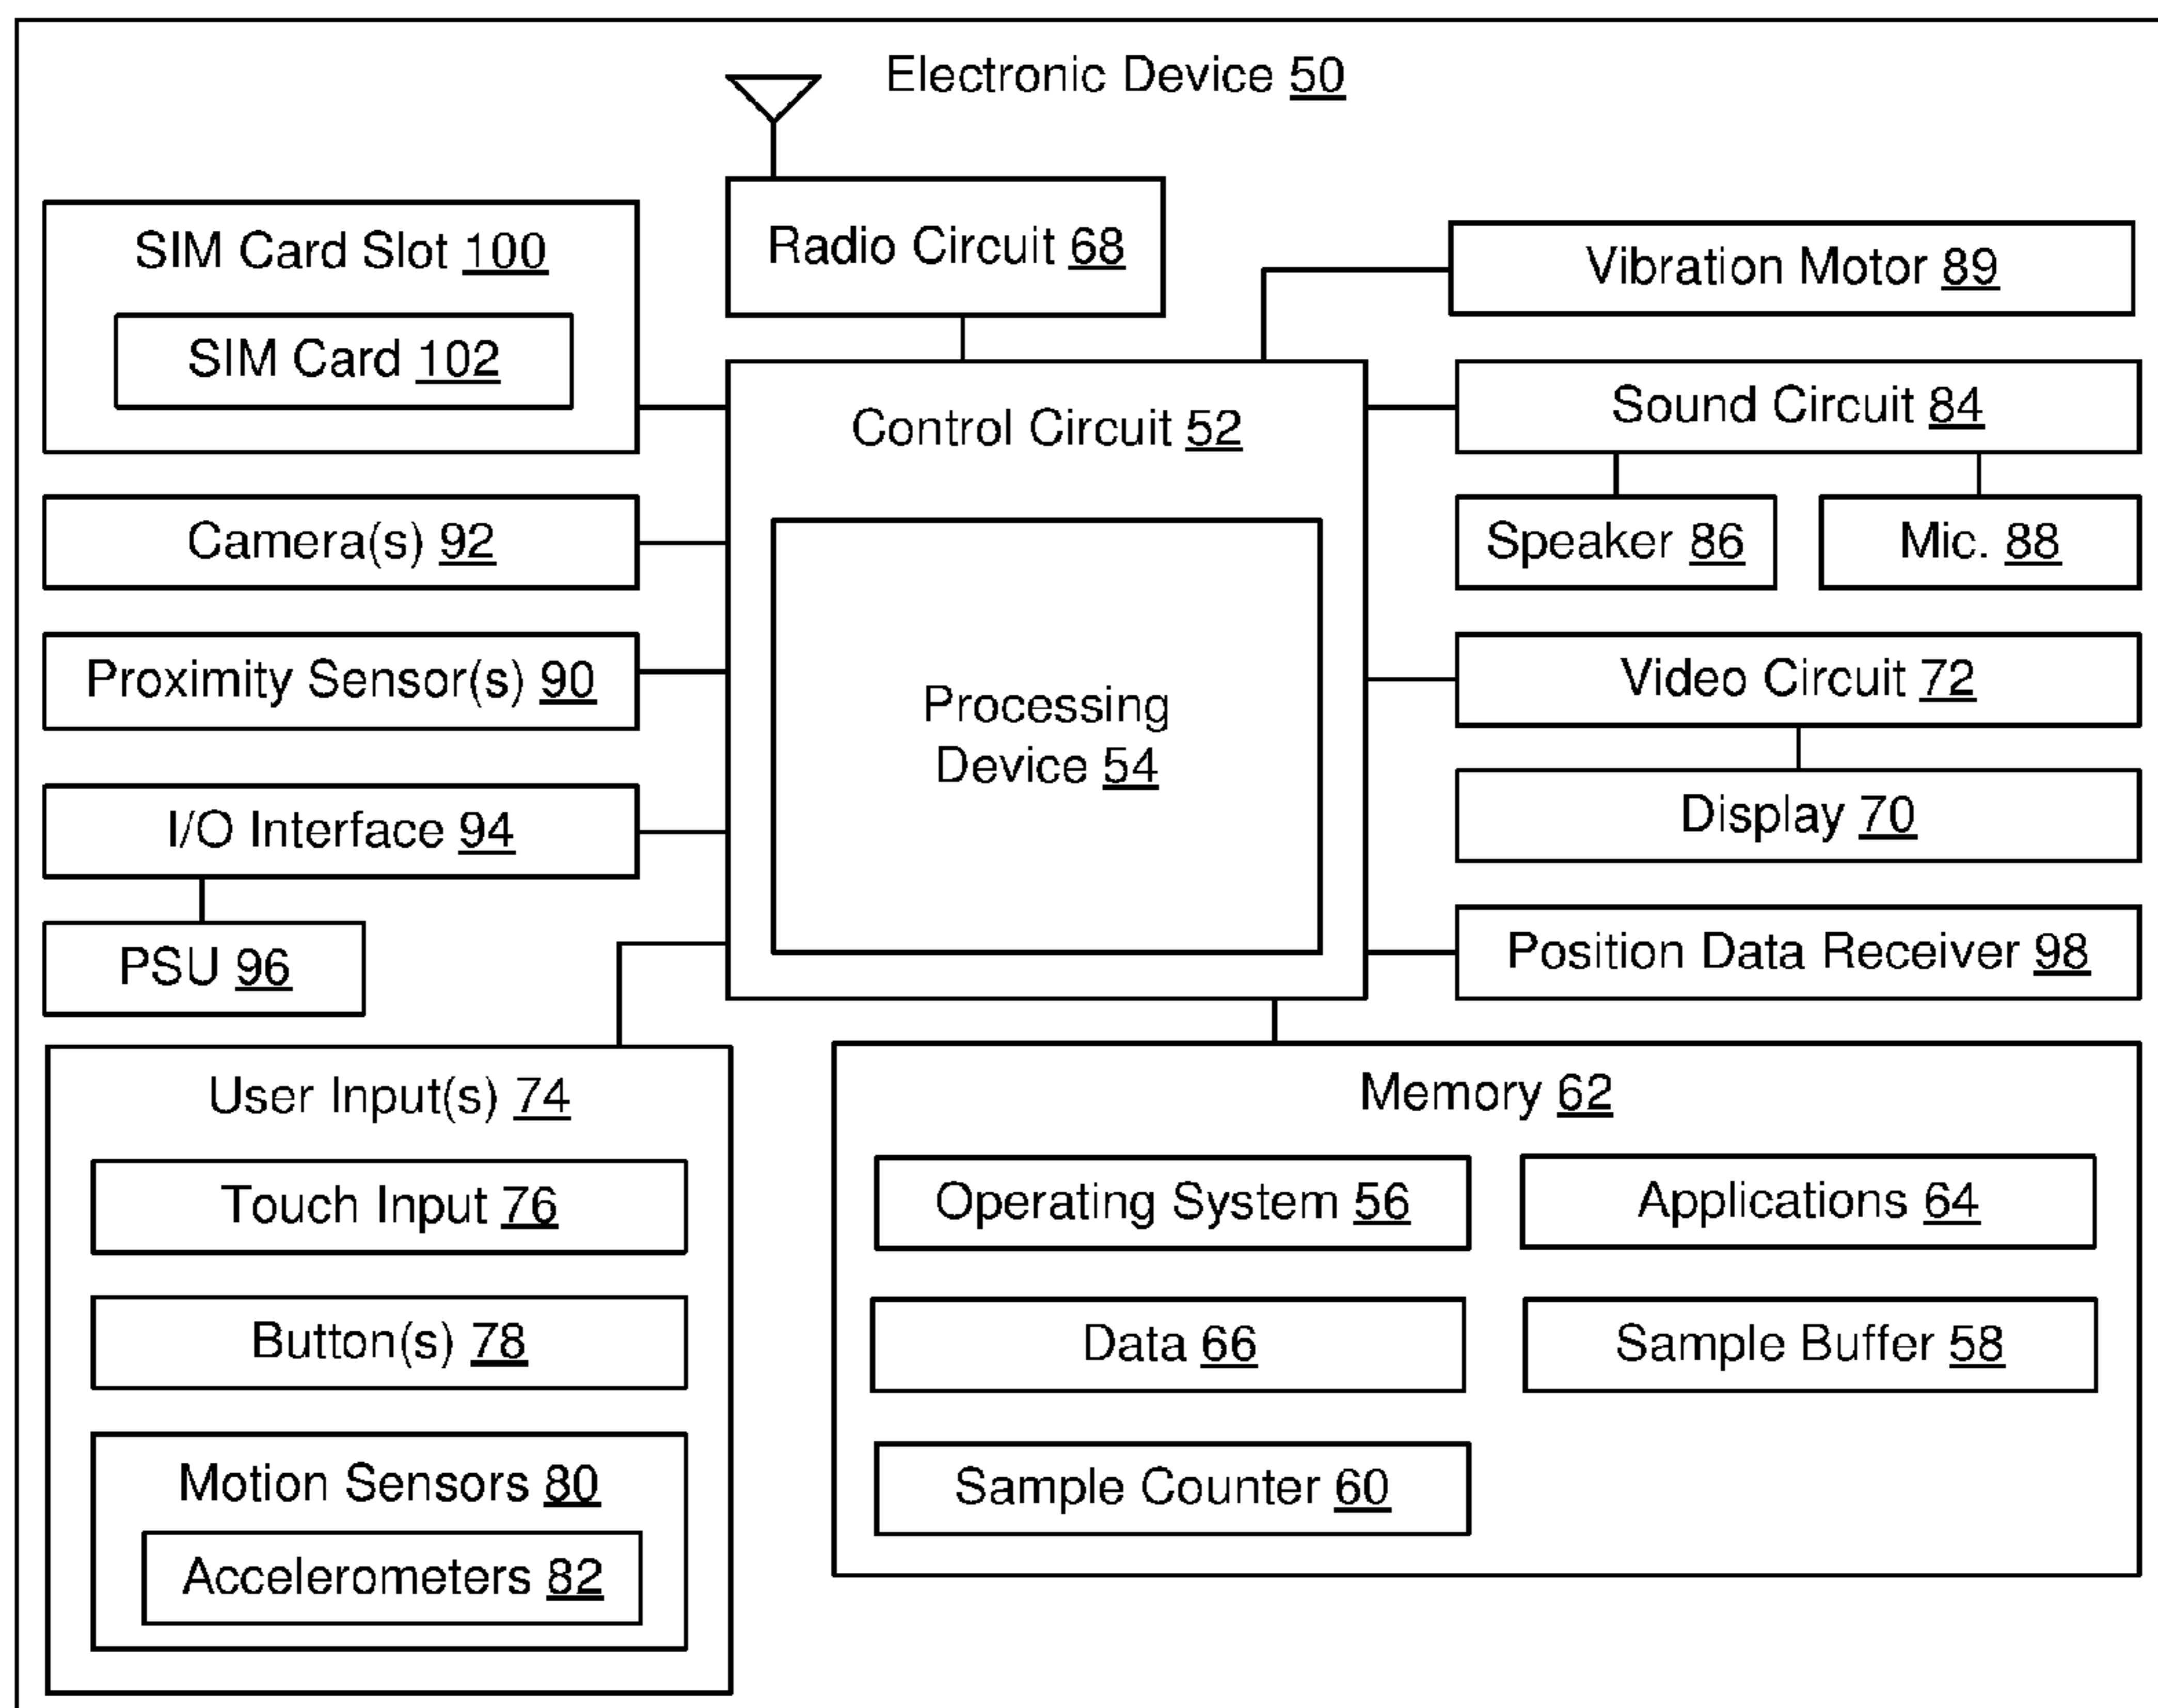 Electronic Device 50
SIM Card Slot 100
SIM Card 102
Radio Circuit 68
Vibration Motor 89
Control Circuit 52
Sound Circuit 84
Speaker 86
Mic. 88
Camera(s) 92
Proximity Sensor(s) 90
Processing
Device 54
Video Circuit 72
Display 70
I/O Interface 94
PSU 96
Position Data Receiver 98
User Input(s) 74
Touch Input 76
Button(s) 78
Motion Sensors 80
Accelerometers 82
Memory 62
Operating System 56
Applications 64
Data 66
Sample Buffer 58
Sample Counter 60